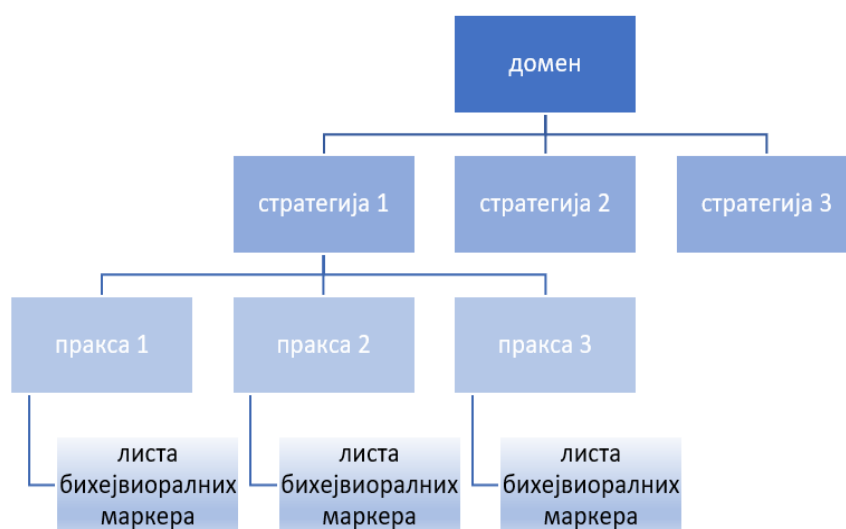 домен
стратегија 1
стратегија 2
стратегија 3
пракса 1
пракса 2
пракса 3
листа
бихејвиоралних
маркера
листа
бихејвиоралних
маркера
листа
бихејвиоралних
маркера